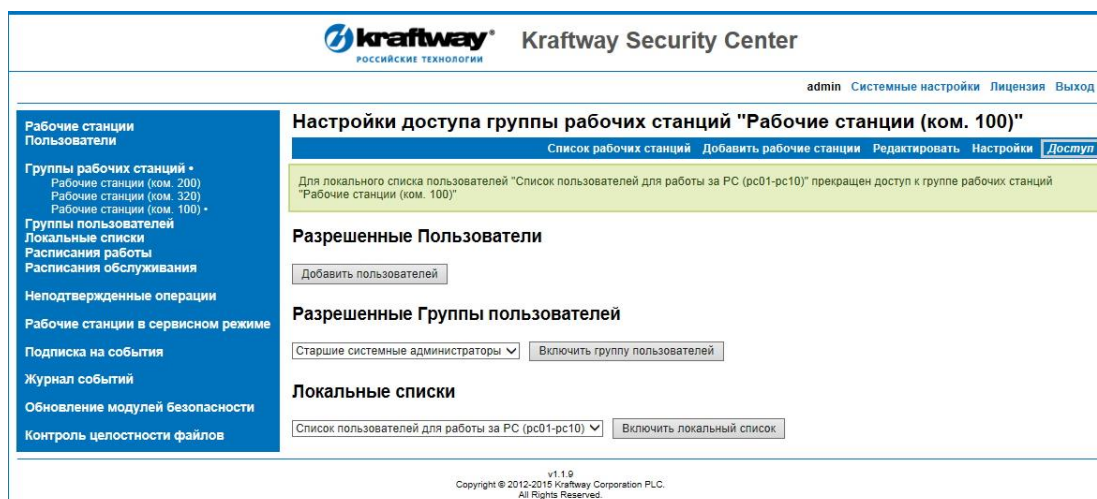 kraftway®
РОССИЙСКИЕ ТЕХНОЛОГИИ
Kraftway Security Center
admin Системные настройки Лицензия Выход
Рабочие станции
Пользователи
Группы рабочих станций •
Рабочие станции (ком. 200)
Рабочие станции (ком. 320)
Рабочие станции (ком. 100) •
Группы пользователей
Локальные списки
Расписания работы
Расписания обслуживания
Неподтвержденные операции
Рабочие станции в сервисном режиме
Подписка на события
Журнал событий
Обновление модулей безопасности
Контроль целостности файлов
Настройки доступа группы рабочих станций "Рабочие станции (ком. 100)"
Список рабочих станций Добавить рабочие станции Редактировать Настройки Доступ
Для локального списка пользователей "Список пользователей для работы за PC (pc01-pc10)" прекращен доступ к группе рабочих станций
"Рабочие станции (ком. 100)"
Разрешенные Пользователи
Добавить пользователей
Разрешенные Группы пользователей
Старшие системные администраторы Включить группу пользователей
Локальные списки
Список пользователей для работы за PC (pc01-pc10) Включить локальный список
v1.1.9
Copyright © 2012-2015 Kraftway Corporation PLC.
All Rights Reserved.